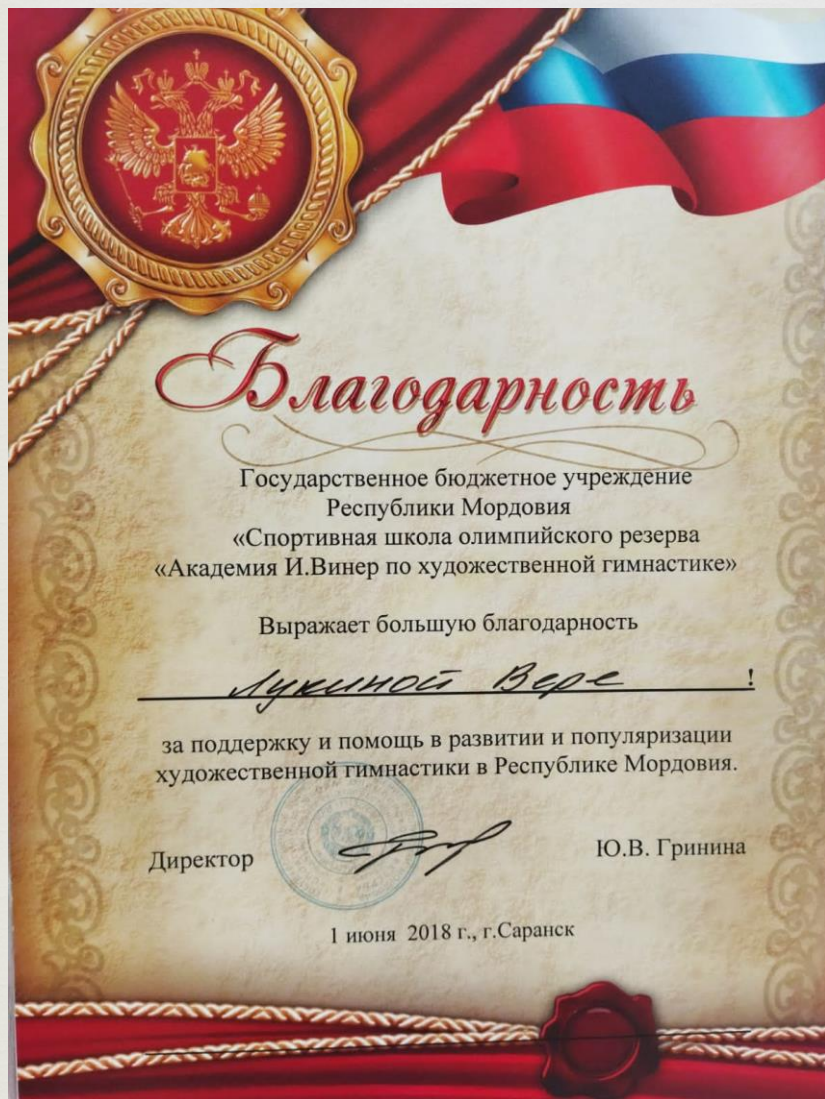 Благодарность
Государственное бюджетное учреждение
Республики Мордовия
«Спортивная школа олимпийского резерва
«Академия И.Винер по художественной гимнастике»
Выражает большую благодарность
Лукиной Вере !
за поддержку и помощь в развитии и популяризации
художественной гимнастики в Республике Мордовия.
Директор Ю.В. Гринина
1 июня 2018 г., г.Саранск